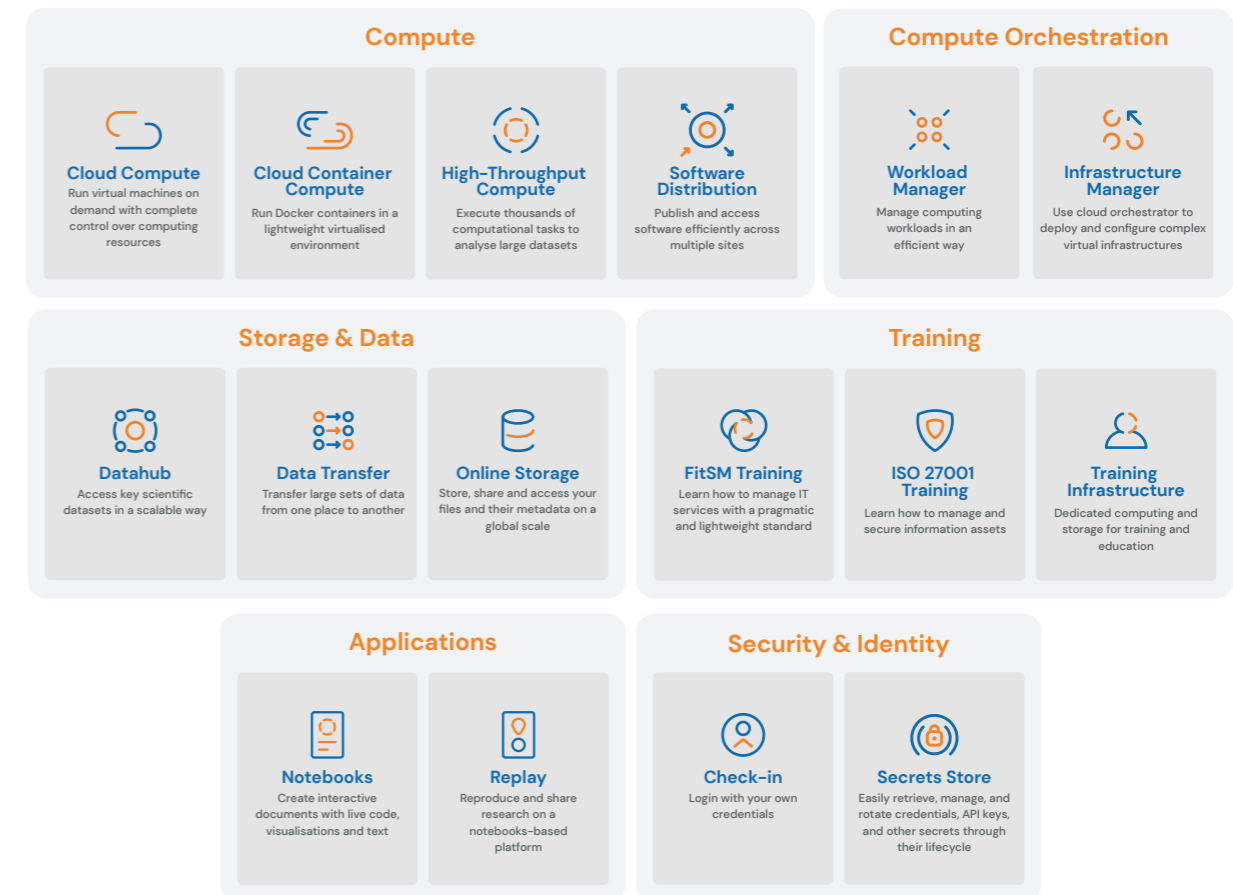 Compute
Cloud Compute
Run virtual machines on
demand with complete
control over computing
resources
Cloud Container
Compute
Run Docker containers in a
lightweight virtualised
environment
High-Throughput
Compute
Execute thousands of
computational tasks to
analyse large datasets
Software
Distribution
Publish and access
software efficiently across
multiple sites
Compute Orchestration
Workload
Manager
Manage computing
workloads in an
efficient way
Infrastructure
Manager
Use cloud orchestrator to
deploy and configure complex
virtual infrastructures
Storage & Data
Datahub
Access key scientific
datasets in a scalable way
Data Transfer
Transfer large sets of data
from one place to another
Online Storage
Store, share and access your
files and their metadata on a
global scale
Training
FitSM Training
Learn how to manage IT
services with a pragmatic
and lightweight standard
ISO 27001
Training
Learn how to manage and
secure information assets
Training
Infrastructure
Dedicated computing and
storage for training and
education
Applications
Notebooks
Create interactive
documents with live code,
visualisations and text
Replay
Reproduce and share
research on a
notebooks-based
platform
Security & Identity
Check-in
Login with your own
credentials
Secrets Store
Easily retrieve, manage, and
rotate credentials, API keys,
and other secrets through
their lifecycle